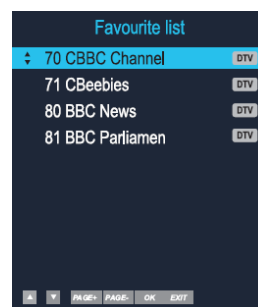 Favourite list
70 CBBC Channel DTV
71 CBeebies DTV
80 BBC News DTV
81 BBC Parliamen DTV
PAGE+ PAGE- OK EXIT